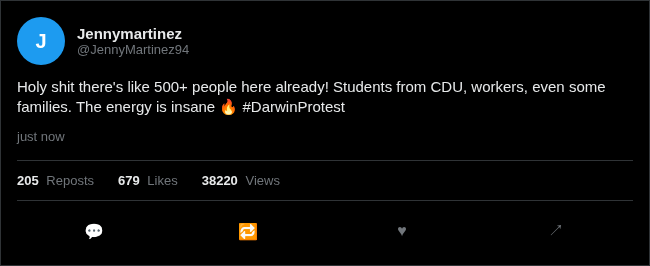 J
Jennymartinez
@JennyMartinez94
Holy shit there's like 500+ people here already! Students from CDU, workers, even some
families. The energy is insane 🔥 #DarwinProtest
just now
205 Reposts 679 Likes 38220 Views